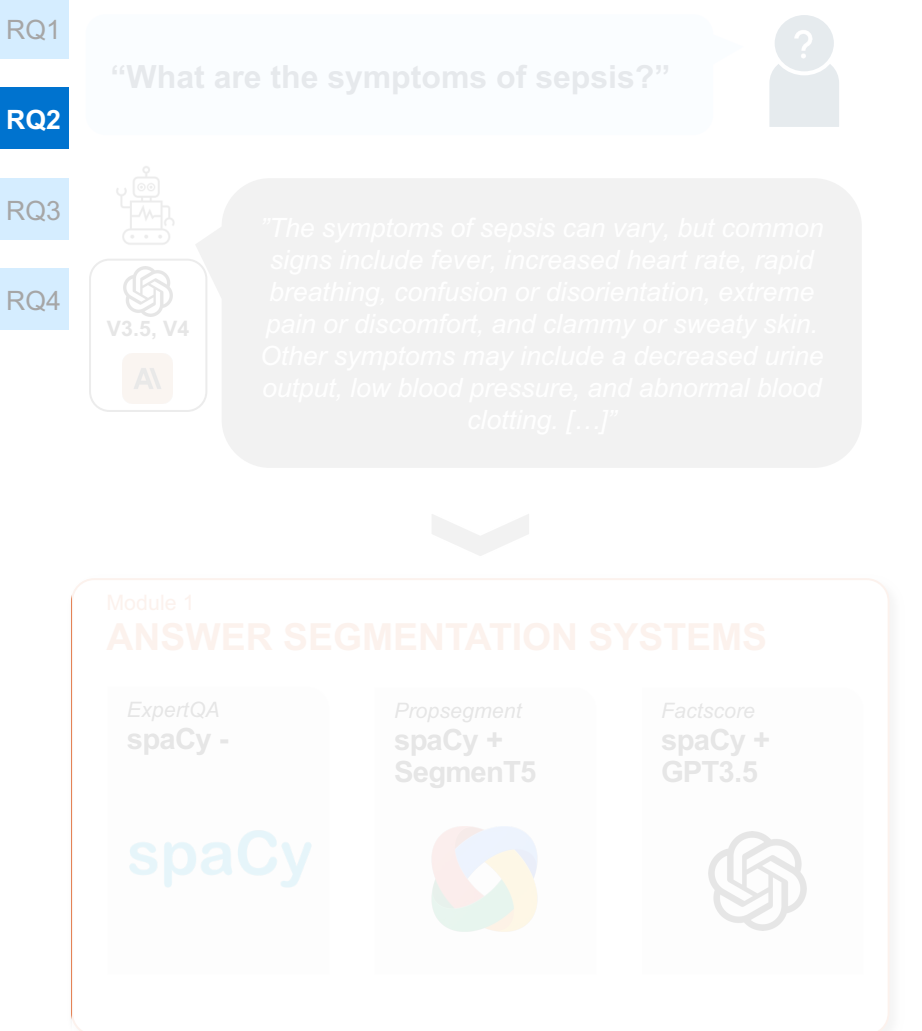 RQ1
“What are the symptoms of sepsis?”
?
RQ2
RQ3
RQ4
V3.5, V4
A\
”The symptoms of sepsis can vary, but common
signs include fever, increased heart rate, rapid
breathing, confusion or disorientation, extreme
pain or discomfort, and clammy or sweaty skin.
Other symptoms may include a decreased urine
output, low blood pressure, and abnormal blood
clotting. […]”
Module 1
ANSWER SEGMENTATION SYSTEMS
ExpertQA
spaCy -
spaCy
Propsegment
spaCy +
SegmenT5
Factscore
spaCy +
GPT3.5